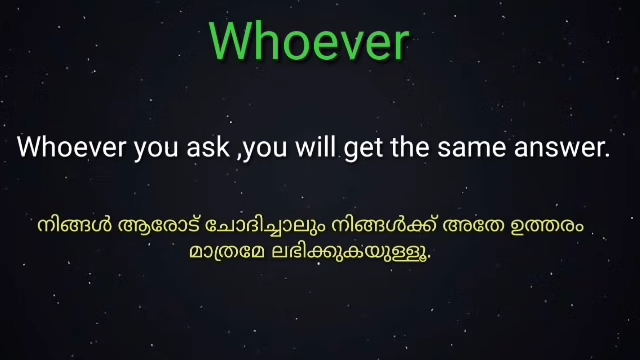 Whoever
Whoever you ask ,you will get the same answer.
നിങ്ങൾ ആരോട് ചോദിച്ചാലും നിങ്ങൾക്ക് അതേ ഉത്തരം
മാത്രമേ ലഭിക്കുകയുള്ളൂ.